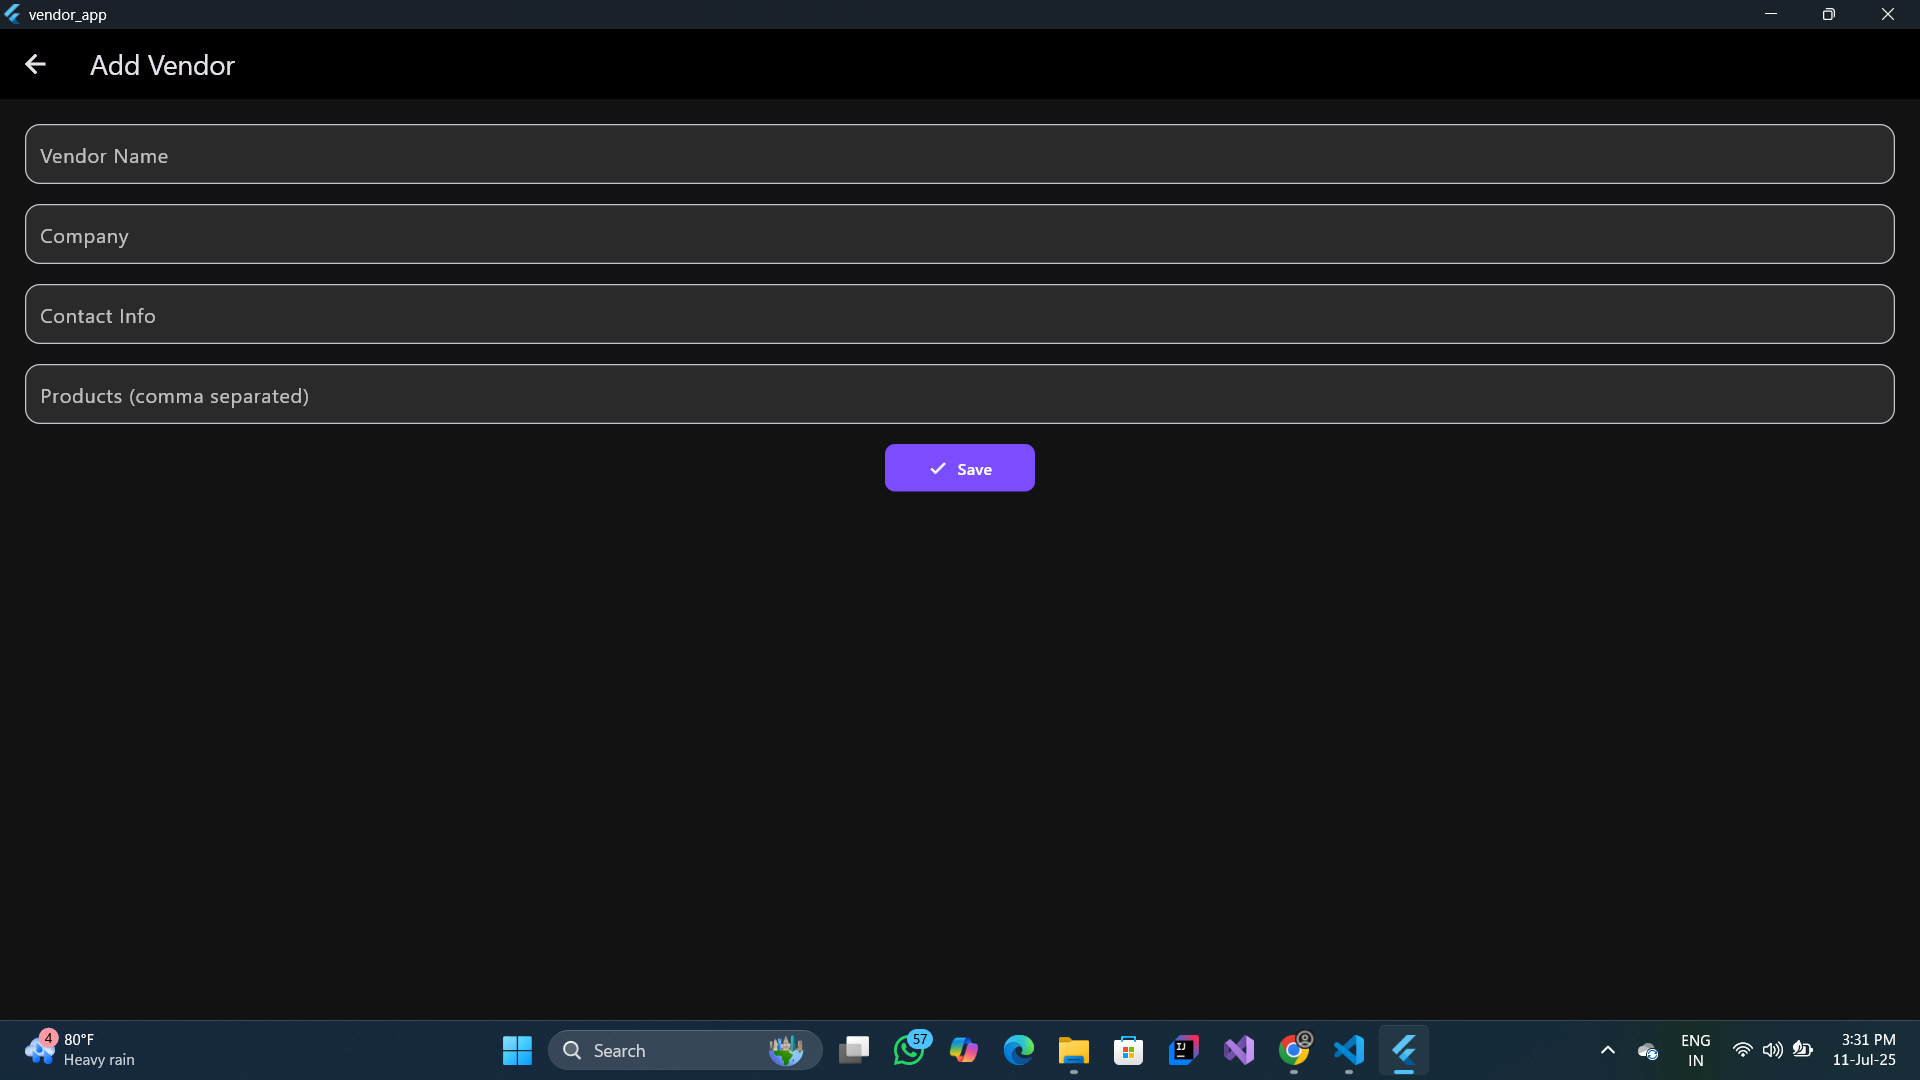 vendor_app
Add Vendor
Vendor Name
Company
Contact Info
Products (comma separated)
Save
4
80°F
Heavy rain
Search
57
IJ
ENG
IN
3:31 PM
11-Jul-25